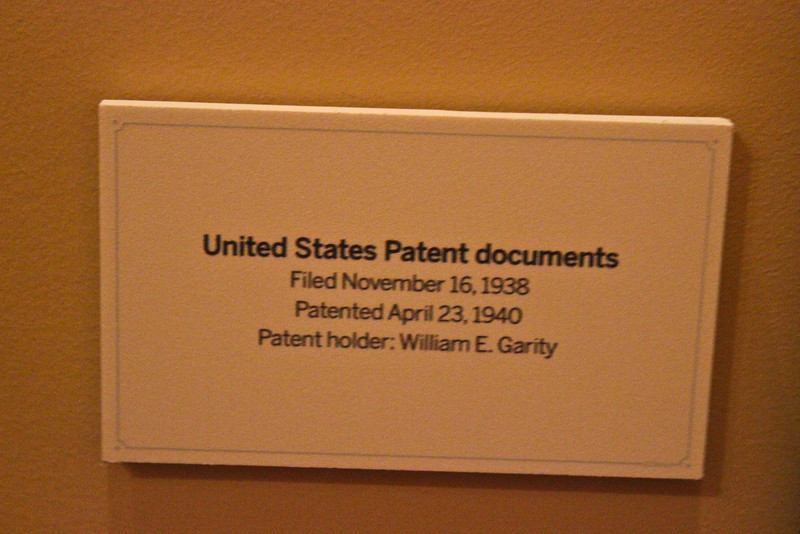 United States Patent documents
Filed November 16, 1938
Patented April 23, 1940
Patent holder: William E. Garity